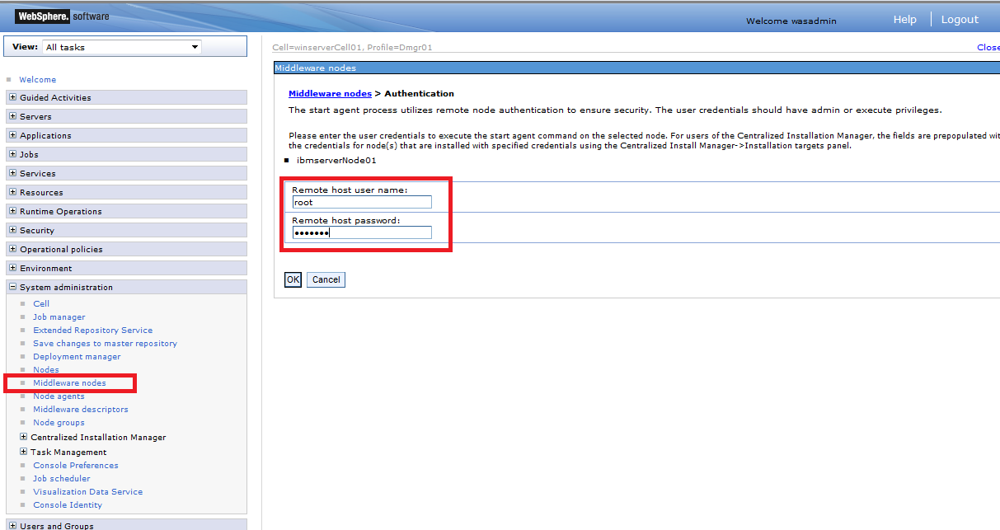 WebSphere. software
Welcome wasadmin
Help
Logout
View: All tasks
Cell=winserverCell01, Profile=Dmgr01
Close
Welcome
Guided Activities
Servers
Applications
Jobs
Services
Resources
Runtime Operations
Security
Operational policies
Environment
System administration
Cell
Job manager
Extended Repository Service
Save changes to master repository
Deployment manager
Nodes
Middleware nodes
Node agents
Middleware descriptors
Node groups
Centralized Installation Manager
Task Management
Console Preferences
Job scheduler
Visualization Data Service
Console Identity
Users and Groups
Middleware nodes
Middleware nodes > Authentication
The start agent process utilizes remote node authentication to ensure security. The user credentials should have admin or execute privileges.
Please enter the user credentials to execute the start agent command on the selected node. For users of the Centralized Installation Manager, the fields are prepopulated wit
the credentials for node(s) that are installed with specified credentials using the Centralized Install Manager->Installation targets panel.
ibmserverNode01
Remote host user name:
root
Remote host password:
•••••••
OK
Cancel